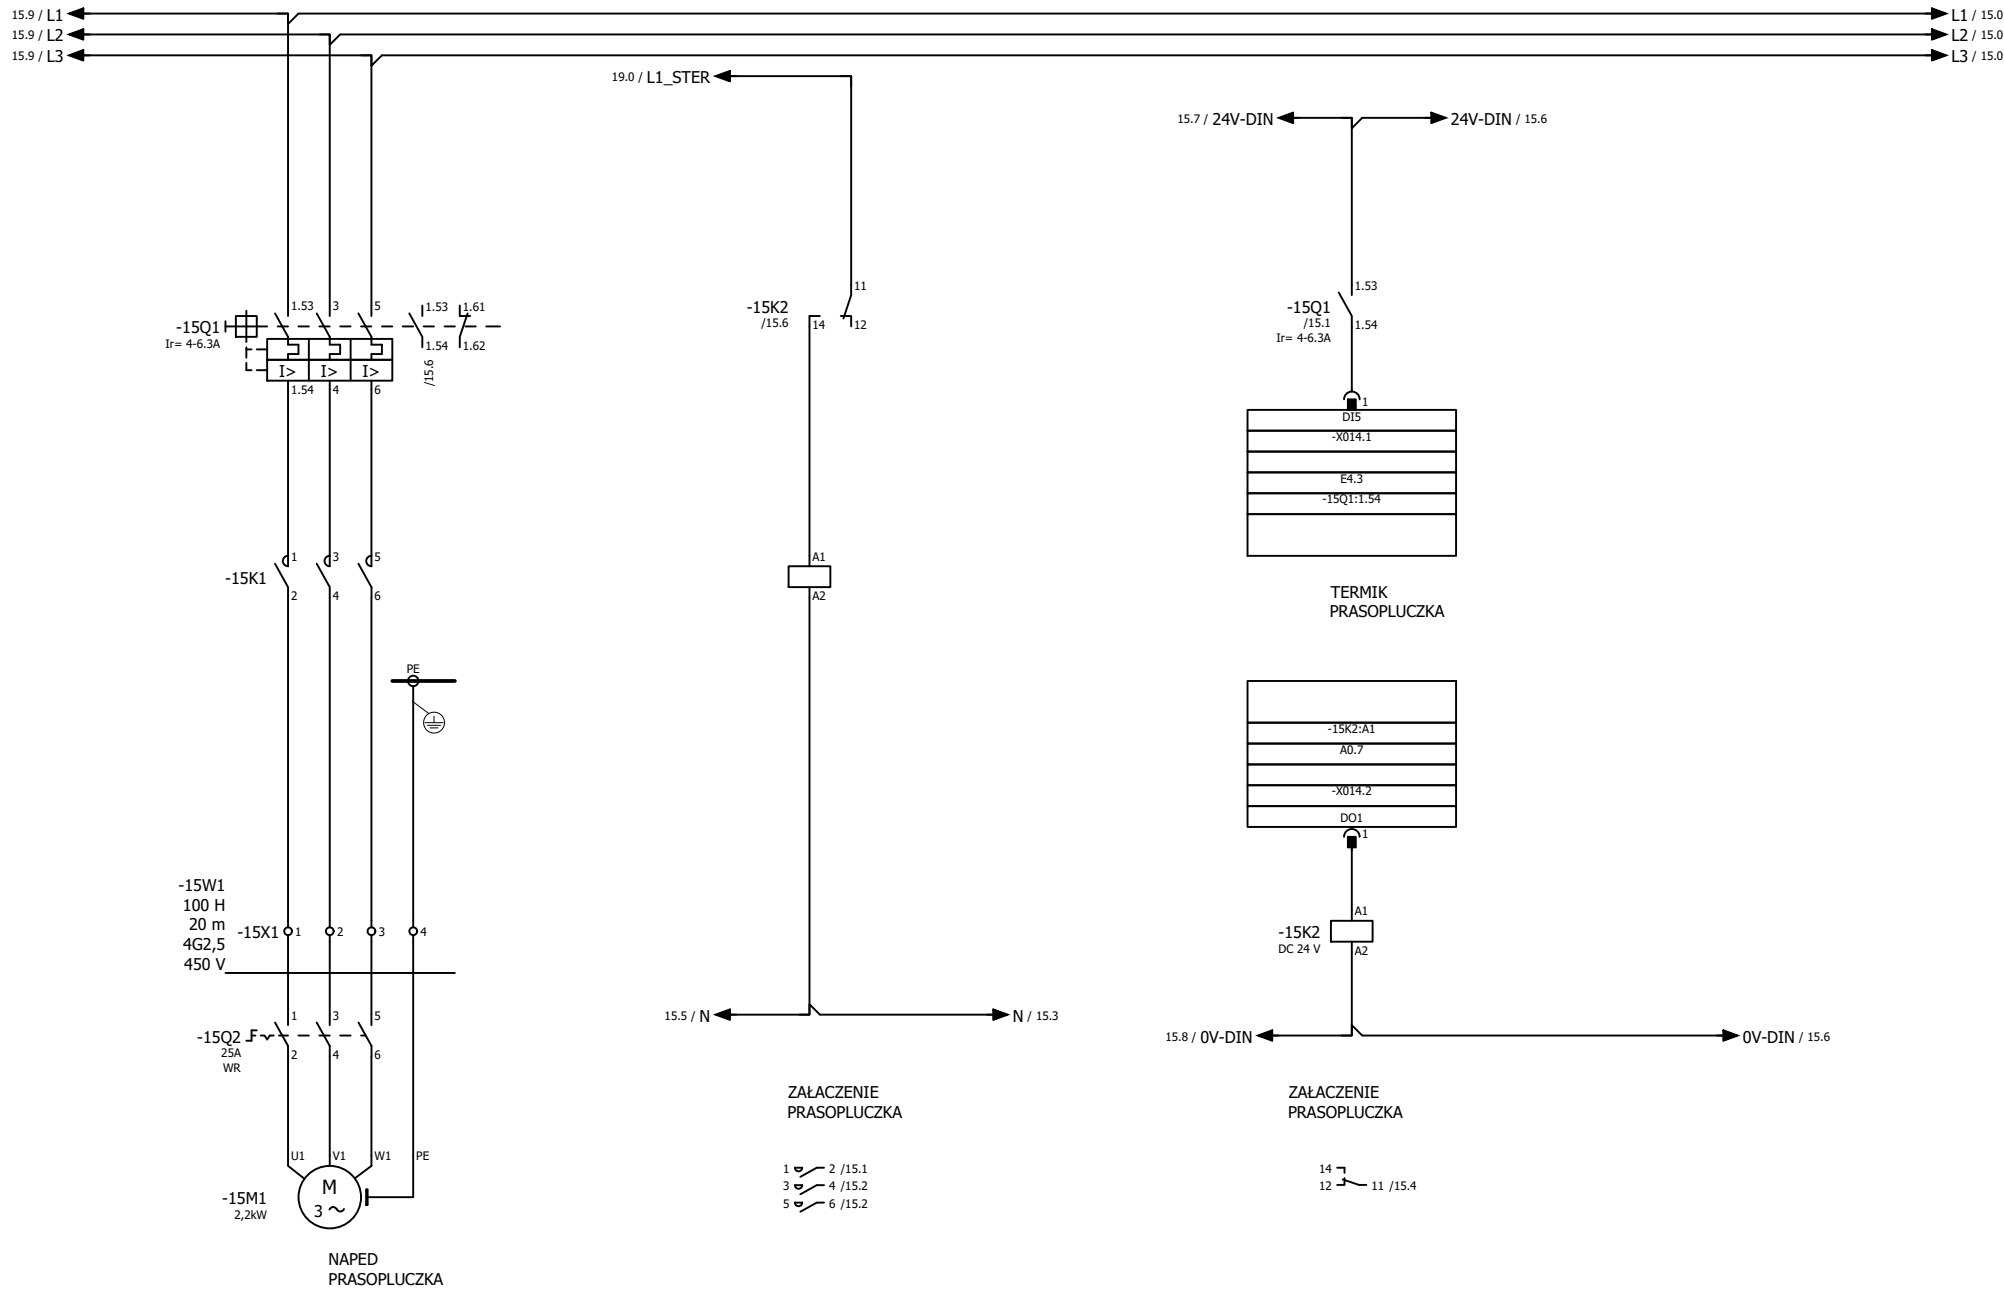 15.9 / L1
L1 / 15.0
15.9 / L2
L2 / 15.0
15.9 / L3
L3 / 15.0
19.0 / L1_STER
15.7 / 24V-DIN
24V-DIN / 15.6
-15Q1
Ir= 4-6.3A
1.53
3
5
1.53
1.61
I>
I>
I>
1.54
1.62
/15.6
1.54
4
6
-15K1
1
3
5
2
4
6
PE
-15W1
100 H
20 m
4G2,5
450 V
-15X1
1
2
3
4
-15Q2
25A
WR
1
3
5
2
4
6
U1
V1
W1
PE
-15M1
2,2kW
M
3 ~
NAPED
PRASOPLUCZKA
-15K2
/15.6
11
14
12
A1
A2
15.5 / N
N / 15.3
ZAŁACZENIE
PRASOPLUCZKA
1 2 /15.1
3 4 /15.2
5 6 /15.2
-15Q1
/15.1
Ir= 4-6.3A
1.53
1.54
1
DI5
-X014.1
E4.3
-15Q1:1.54
TERMIK
PRASOPLUCZKA
-15K2:A1
A0.7
-X014.2
DO1
1
-15K2
DC 24 V
A1
A2
15.8 / 0V-DIN
0V-DIN / 15.6
ZAŁACZENIE
PRASOPLUCZKA
14
12 11 /15.4